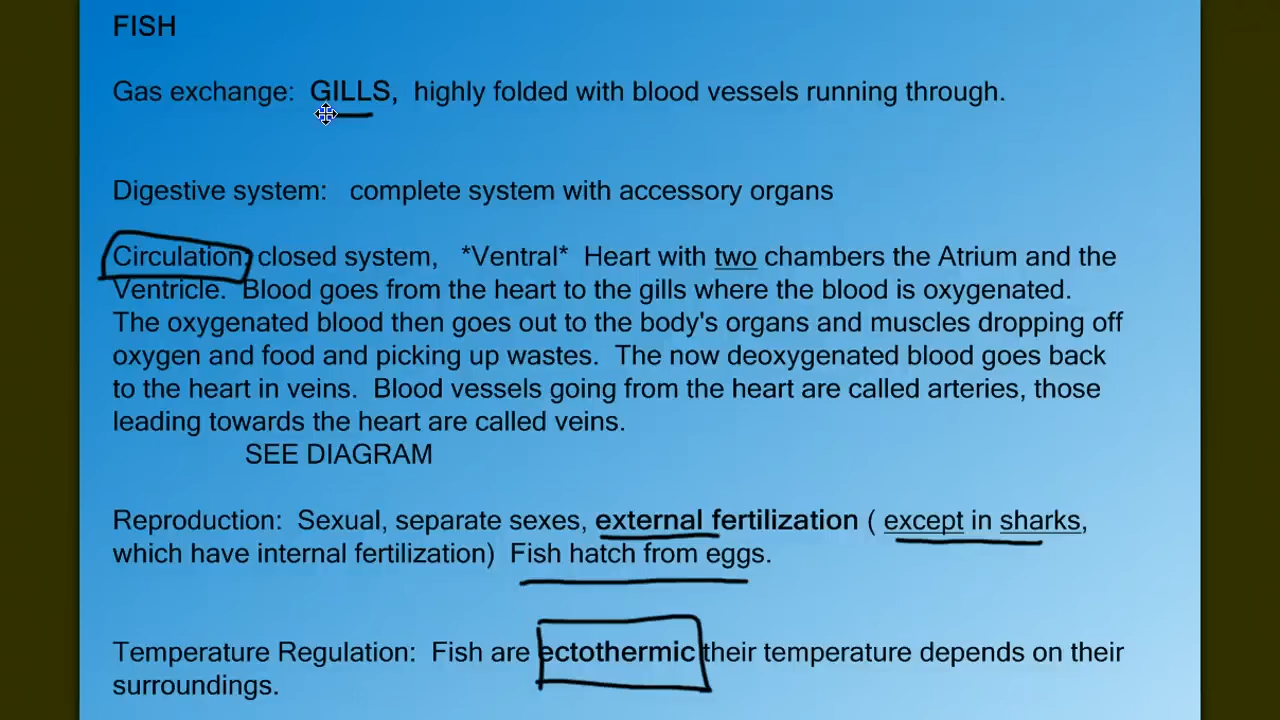 FISH
Gas exchange: GILLS, highly folded with blood vessels running through.
Digestive system: complete system with accessory organs
Circulation: closed system, *Ventral* Heart with two chambers the Atrium and the
Ventricle. Blood goes from the heart to the gills where the blood is oxygenated.
The oxygenated blood then goes out to the body's organs and muscles dropping off
oxygen and food and picking up wastes. The now deoxygenated blood goes back
to the heart in veins. Blood vessels going from the heart are called arteries, those
leading towards the heart are called veins.
SEE DIAGRAM
Reproduction: Sexual, separate sexes, external fertilization ( except in sharks,
which have internal fertilization) Fish hatch from eggs.
Temperature Regulation: Fish are ectothermic their temperature depends on their
surroundings.